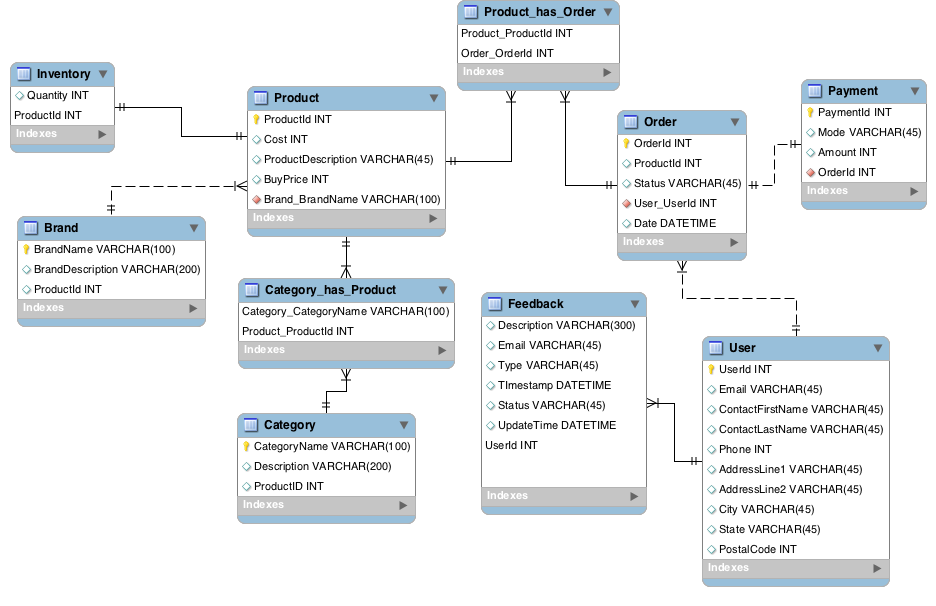 Product_has_Order
Product_ProductId INT
Order_OrderId INT
Indexes
Inventory
Quantity INT
ProductId INT
Indexes
Product
ProductId INT
Cost INT
ProductDescription VARCHAR(45)
BuyPrice INT
Brand_BrandName VARCHAR(100)
Indexes
Payment
PaymentId INT
Mode VARCHAR(45)
Amount INT
OrderId INT
Indexes
Order
OrderId INT
ProductId INT
Status VARCHAR(45)
User_UserId INT
Date DATETIME
Indexes
Brand
BrandName VARCHAR(100)
BrandDescription VARCHAR(200)
ProductId INT
Indexes
Category_has_Product
Category_CategoryName VARCHAR(100)
Product_ProductId INT
Indexes
Feedback
Description VARCHAR(300)
Email VARCHAR(45)
Type VARCHAR(45)
TImestamp DATETIME
Status VARCHAR(45)
UpdateTime DATETIME
UserId INT
Indexes
User
UserId INT
Email VARCHAR(45)
ContactFirstName VARCHAR(45)
ContactLastName VARCHAR(45)
Phone INT
AddressLine1 VARCHAR(45)
AddressLine2 VARCHAR(45)
City VARCHAR(45)
State VARCHAR(45)
PostalCode INT
Indexes
Category
CategoryName VARCHAR(100)
Description VARCHAR(200)
ProductID INT
Indexes